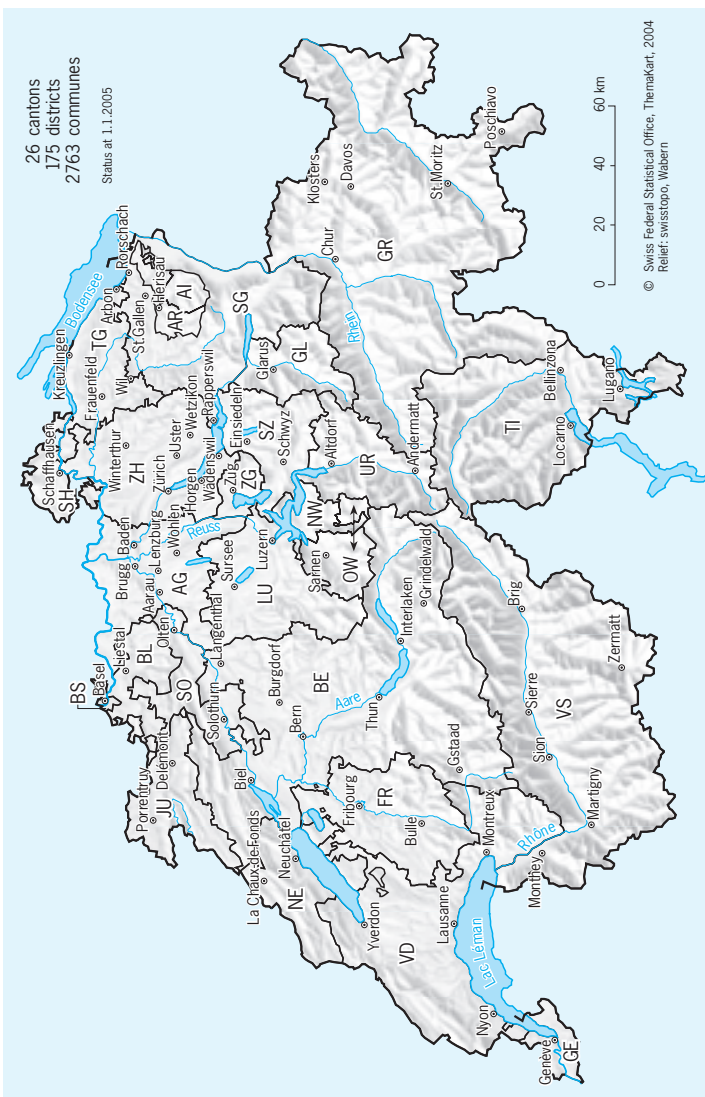 26 cantons
175 districts
2763 communes
Status at 1.1.2005
Schaffhausen
SH
Kreuzlingen
Bodensee
BS
Basel
Liestal
BL
Brugg
Baden
Winterthur
Frauenfeld
TG
Arbon
Rorschach
Porrentruy
JU
Delémont
SO
Olten
Aarau
Lenzburg
Wohlen
AG
Zürich
ZH
Uster
Wetzikon
Wil
St.Gallen
Herisau
AR
AI
Solothurn
Langenthal
Sursee
Reuss
Horgen
Wädenswil
Rapperswil
SG
Biel
Burgdorf
LU
Luzern
Zug
ZG
Einsiedeln
SZ
Schwyz
Glarus
GL
La Chaux-de-Fonds
NE
Neuchâtel
Bern
BE
Sarnen
OW
NW
Altdorf
UR
Klosters
Davos
Chur
Fribourg
FR
Aare
Thun
Interlaken
Grindelwald
Andermatt
Rhein
GR
Yverdon
VD
Bulle
Gstaad
St.Moritz
Lausanne
Lac Léman
Montreux
Rhône
Monthey
Sion
Sierre
VS
Brig
TI
Bellinzona
Locarno
Lugano
Poschiavo
Nyon
Genève
GE
Martigny
Zermatt
0 20 40 60 km
© Swiss Federal Statistical Office, ThemaKart, 2004
Relief: swisstopo, Wabern